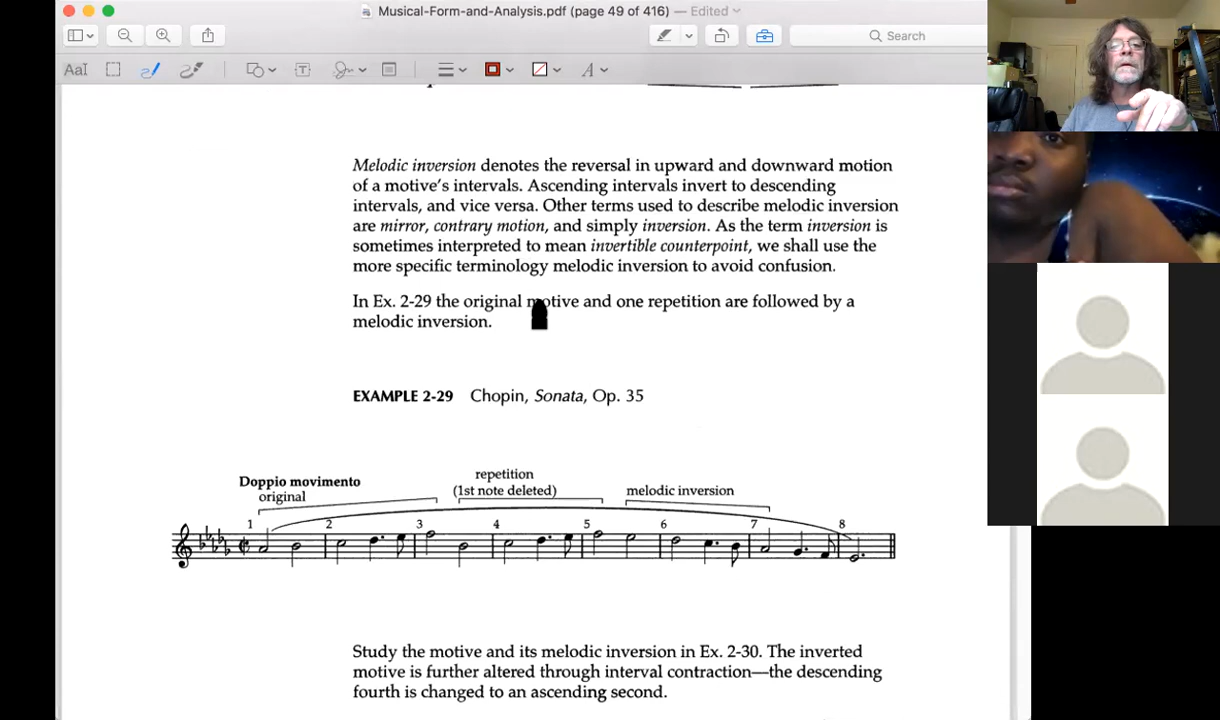 Musical-Form-and-Analysis.pdf (page 49 of 416) — Edited
Search
AaI
T
A
Melodic inversion denotes the reversal in upward and downward motion
of a motive's intervals. Ascending intervals invert to descending
intervals, and vice versa. Other terms used to describe melodic inversion
are mirror, contrary motion, and simply inversion. As the term inversion is
sometimes interpreted to mean invertible counterpoint, we shall use the
more specific terminology melodic inversion to avoid confusion.
In Ex. 2-29 the original motive and one repetition are followed by a
melodic inversion.
EXAMPLE 2-29 Chopin, Sonata, Op. 35
Doppio movimento
original
repetition
(1st note deleted)
melodic inversion
1 2 3 4 5 6 7 8
Study the motive and its melodic inversion in Ex. 2-30. The inverted
motive is further altered through interval contraction—the descending
fourth is changed to an ascending second.